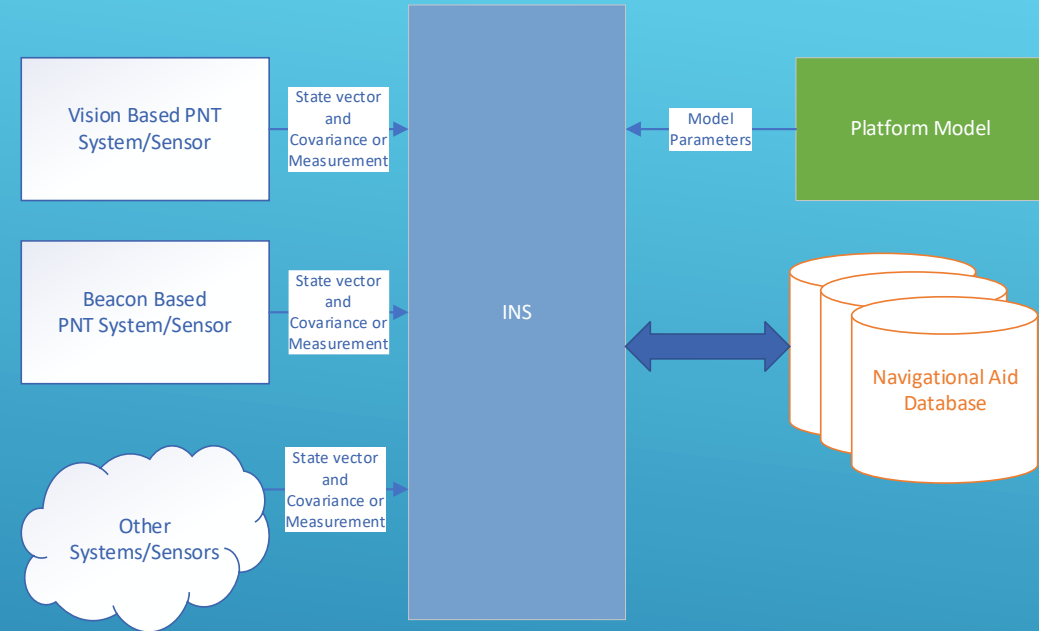 Vision Based PNT
System/Sensor
State vector
and
Covariance or
Measurement
INS
Model
Parameters
Platform Model
Beacon Based
PNT System/Sensor
State vector
and
Covariance or
Measurement
Navigational Aid
Database
Other
Systems/Sensors
State vector
and
Covariance or
Measurement